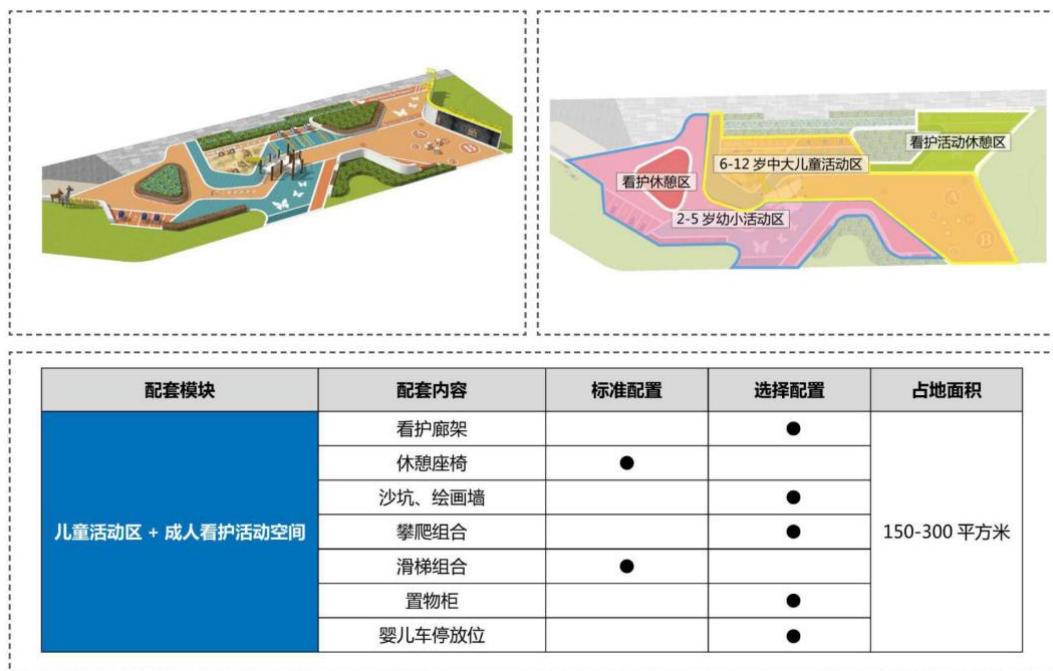 看护活动休憩区
6-12 岁中大儿童活动区
看护休憩区
2-5 岁幼小活动区
A
B
配套模块 配套内容 标准配置 选择配置 占地面积
看护廊架 ●
休憩座椅 ●
沙坑、绘画墙 ●
儿童活动区 + 成人看护活动空间 攀爬组合 ● 150-300 平方米
滑梯组合 ●
置物柜 ●
婴儿车停放位 ●